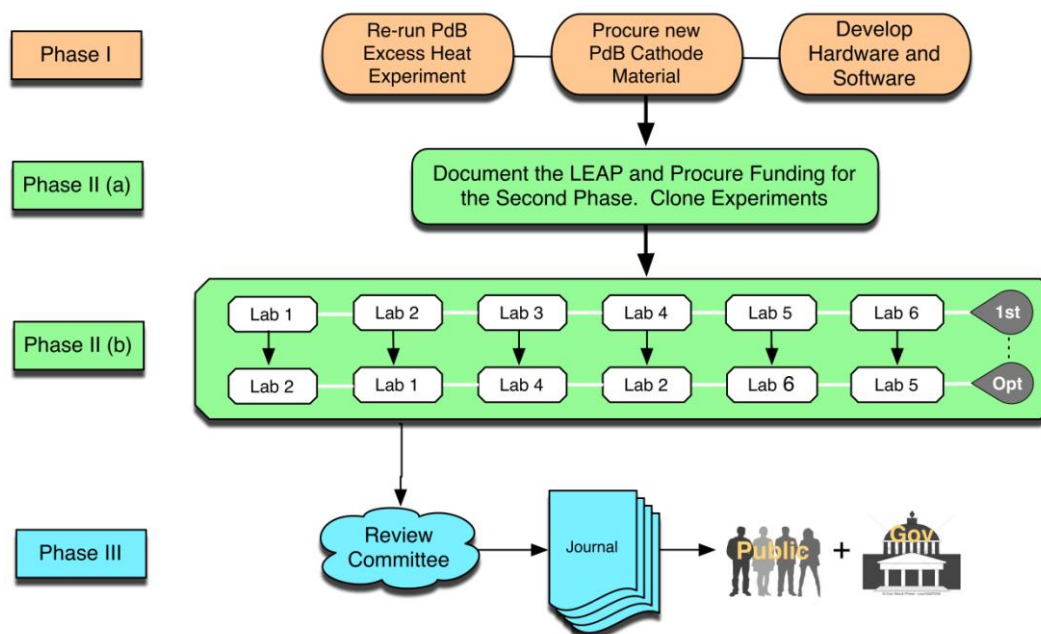 Phase I
Re-run PdB
Excess Heat
Experiment
Procure new
PdB Cathode
Material
Develop
Hardware and
Software
Phase II (a)
Document the LEAP and Procure Funding for
the Second Phase.  Clone Experiments
Phase II (b)
Lab 1
Lab 2
Lab 3
Lab 4
Lab 5
Lab 6
1st
Lab 2
Lab 1
Lab 4
Lab 2
Lab 6
Lab 5
Opt
Phase III
Review
Committee
Journal
Public
+
Gov